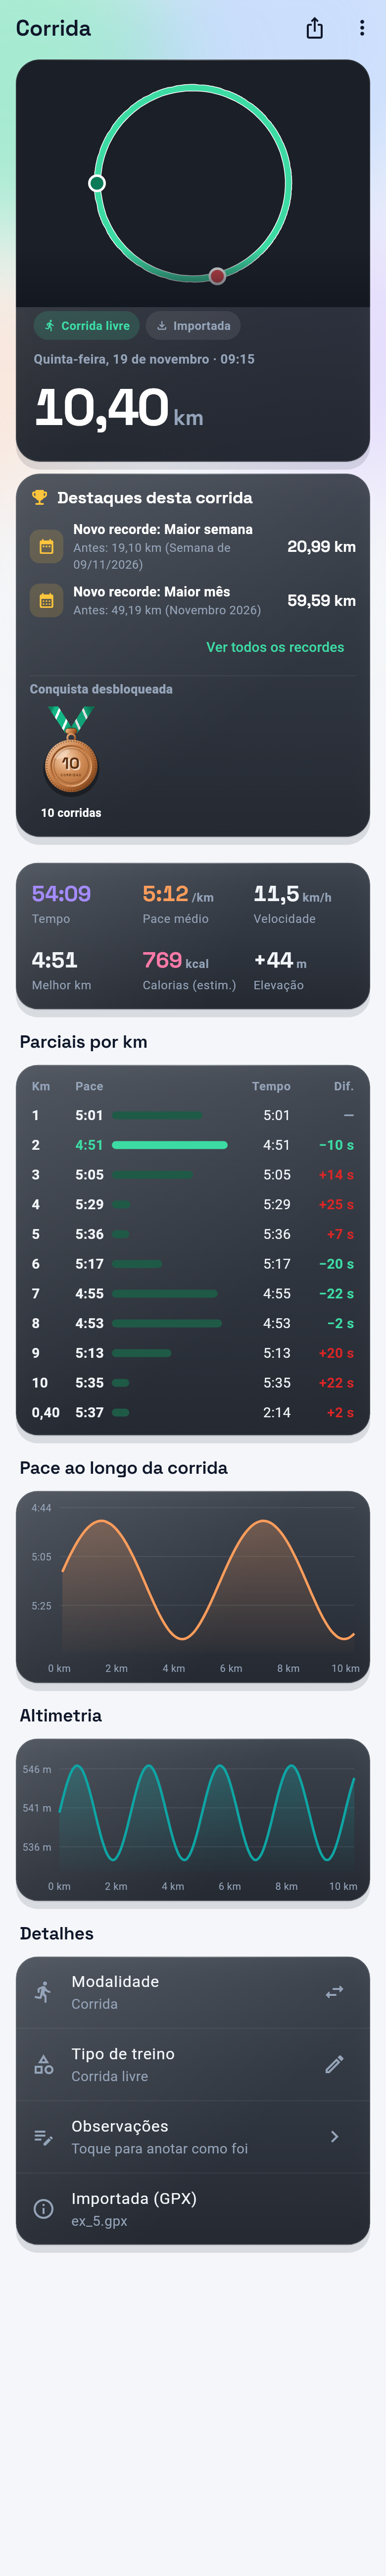 Corrida
Corrida livre
Importada
Quinta-feira, 19 de novembro · 09:15
10,40 km
Destaques desta corrida
Novo recorde: Maior semana
Antes: 19,10 km (Semana de
09/11/2026)
20,99 km
Novo recorde: Maior mês
Antes: 49,19 km (Novembro 2026)
59,59 km
Ver todos os recordes
Conquista desbloqueada
10
CORRIDAS
10 corridas
54:09
Tempo
5:12 /km
Pace médio
11,5 km/h
Velocidade
4:51
Melhor km
769 kcal
Calorias (estim.)
+44 m
Elevação
Parciais por km
Km Pace Tempo Dif.
1 5:01 5:01 —
2 4:51 4:51 −10 s
3 5:05 5:05 +14 s
4 5:29 5:29 +25 s
5 5:36 5:36 +7 s
6 5:17 5:17 −20 s
7 4:55 4:55 −22 s
8 4:53 4:53 −2 s
9 5:13 5:13 +20 s
10 5:35 5:35 +22 s
0,40 5:37 2:14 +2 s
Pace ao longo da corrida
4:44
5:05
5:25
0 km 2 km 4 km 6 km 8 km 10 km
Altimetria
546 m
541 m
536 m
0 km 2 km 4 km 6 km 8 km 10 km
Detalhes
Modalidade
Corrida
Tipo de treino
Corrida livre
Observações
Toque para anotar como foi
Importada (GPX)
ex_5.gpx